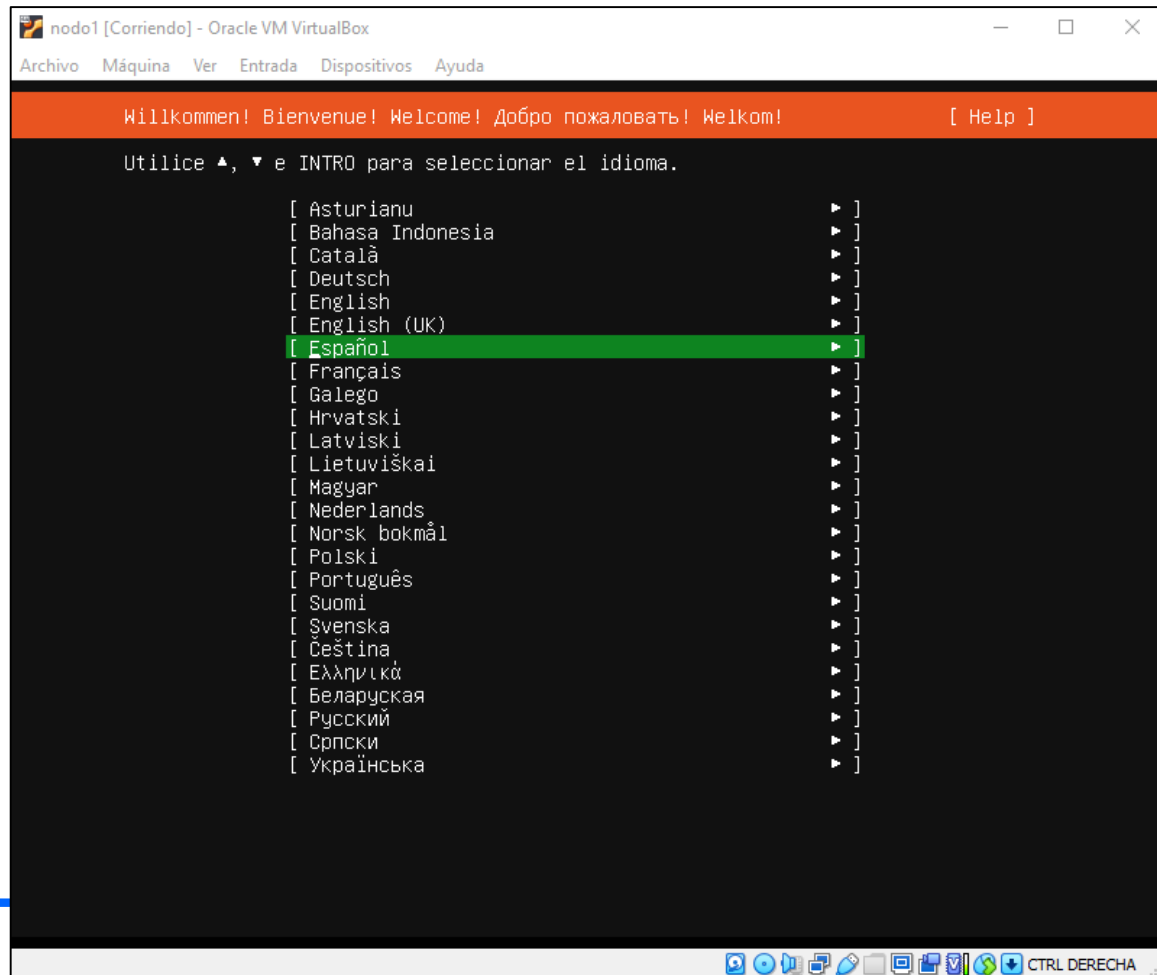 nodo1 [Corriendo] - Oracle VM VirtualBox
Archivo Máquina Ver Entrada Dispositivos Ayuda
Willkommen! Bienvenue! Welcome! Добро пожаловать! Welkom! [ Help ]
Utilice ▲, ▼ e INTRO para seleccionar el idioma.
[ Asturianu ► ]
[ Bahasa Indonesia ► ]
[ Català ► ]
[ Deutsch ► ]
[ English ► ]
[ English (UK) ► ]
[ Español ► ]
[ Français ► ]
[ Galego ► ]
[ Hrvatski ► ]
[ Latviski ► ]
[ Lietuviškai ► ]
[ Magyar ► ]
[ Nederlands ► ]
[ Norsk bokmål ► ]
[ Polski ► ]
[ Português ► ]
[ Suomi ► ]
[ Svenska ► ]
[ Čeština ► ]
[ Ελληνικά ► ]
[ Беларуская ► ]
[ Русский ► ]
[ Српски ► ]
[ Українська ► ]
CTRL DERECHA